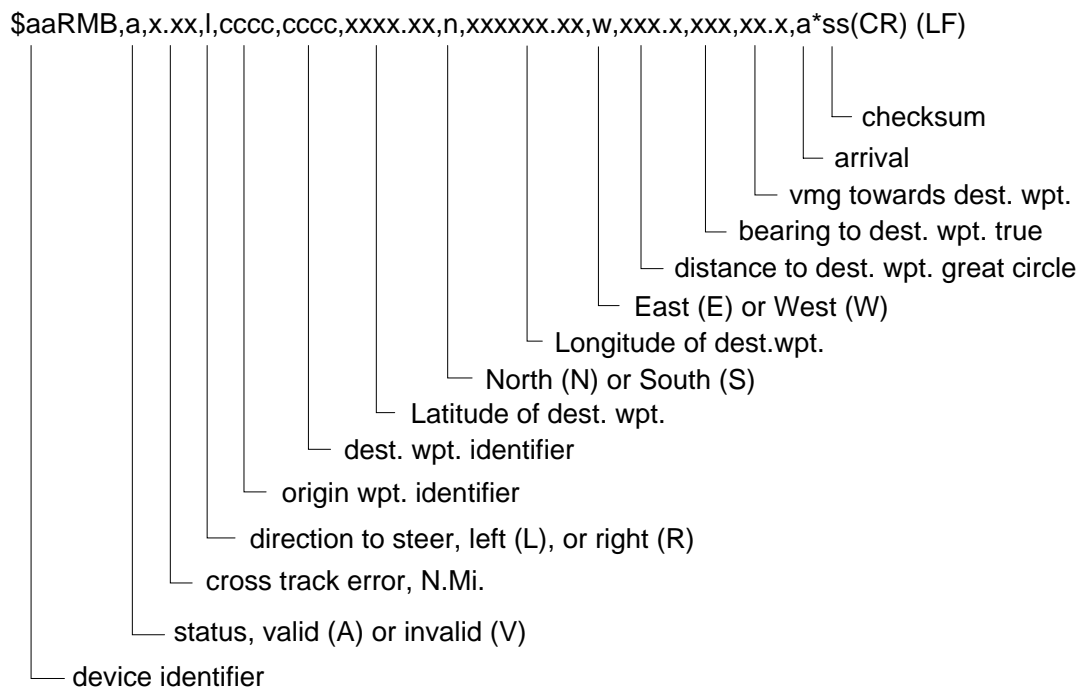 $aaRMB,a,x.xx,l,cccc,cccc,xxxx.xx,n,xxxxxx.xx,w,xxx.x,xxx,xx.x,a*ss(CR) (LF)
checksum
arrival
vmg towards dest. wpt.
bearing to dest. wpt. true
distance to dest. wpt. great circle
East (E) or West (W)
Longitude of dest.wpt.
North (N) or South (S)
Latitude of dest. wpt.
dest. wpt. identifier
origin wpt. identifier
direction to steer, left (L), or right (R)
cross track error, N.Mi.
status, valid (A) or invalid (V)
device identifier